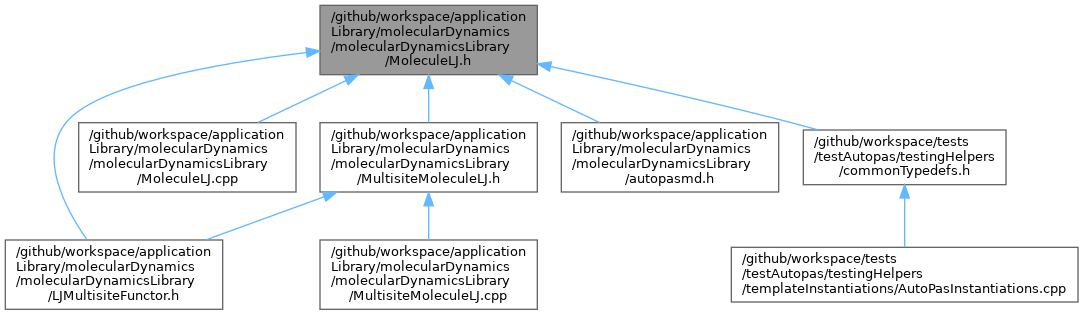 /github/workspace/application
Library/molecularDynamics
/molecularDynamicsLibrary
/MoleculeLJ.h
/github/workspace/application
Library/molecularDynamics
/molecularDynamicsLibrary
/MoleculeLJ.cpp
/github/workspace/application
Library/molecularDynamics
/molecularDynamicsLibrary
/MultisiteMoleculeLJ.h
/github/workspace/application
Library/molecularDynamics
/molecularDynamicsLibrary
/autopasmd.h
/github/workspace/tests
/testAutopas/testingHelpers
/commonTypedefs.h
/github/workspace/application
Library/molecularDynamics
/molecularDynamicsLibrary
/LJMultisiteFunctor.h
/github/workspace/application
Library/molecularDynamics
/molecularDynamicsLibrary
/MultisiteMoleculeLJ.cpp
/github/workspace/tests
/testAutopas/testingHelpers
/templateInstantiations/AutoPasInstantiations.cpp